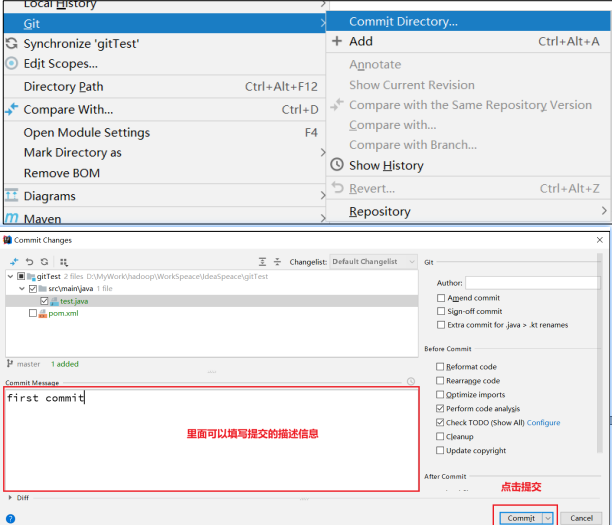 Local History
Git
Synchronize 'gitTest'
Edit Scopes...
Directory Path Ctrl+Alt+F12
Compare With... Ctrl+D
Open Module Settings F4
Mark Directory as
Remove BOM
Diagrams
Maven
Commit Directory...
Add Ctrl+Alt+A
Annotate
Show Current Revision
Compare with the Same Repository Version
Compare with...
Compare with Branch...
Show History
Revert... Ctrl+Alt+Z
Repository
Commit Changes
Changelist: Default Changelist
gitTest 2 files D:\MyWork\hadoop\WorkSpeace\IdeaSpeace\gitTest
src\main\java 1 file
test.java
pom.xml
master 1 added
Commit Message
first commit
里面可以填写提交的描述信息
Diff
Git
Author:
Amend commit
Sign-off commit
Extra commit for .java > .kt renames
Before Commit
Reformat code
Rearrange code
Optimize imports
Perform code analysis
Check TODO (Show All) Configure
Cleanup
Update copyright
After Commit
点击提交
Commit Cancel